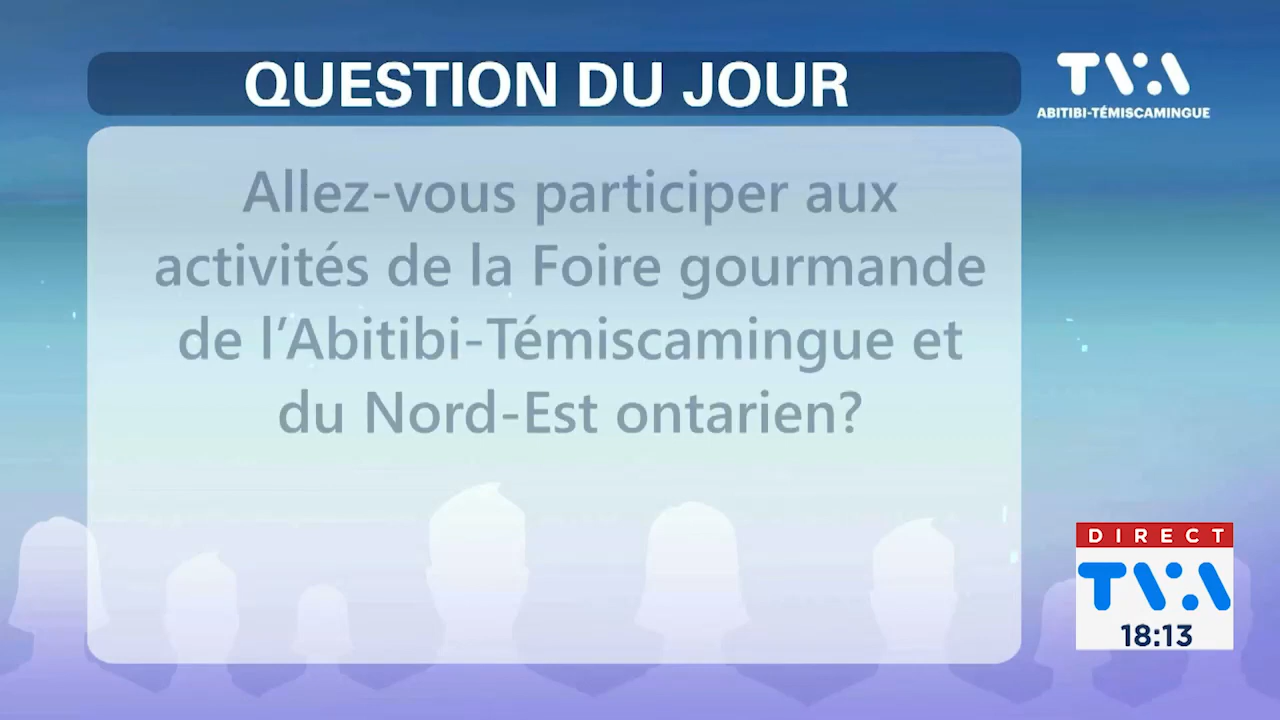 QUESTION DU JOUR
TVA
ABITIBI-TÉMISCAMINGUE
Allez-vous participer aux
activités de la Foire gourmande
de l’Abitibi-Témiscamingue et
du Nord-Est ontarien?
DIRECT
TVA
18:13